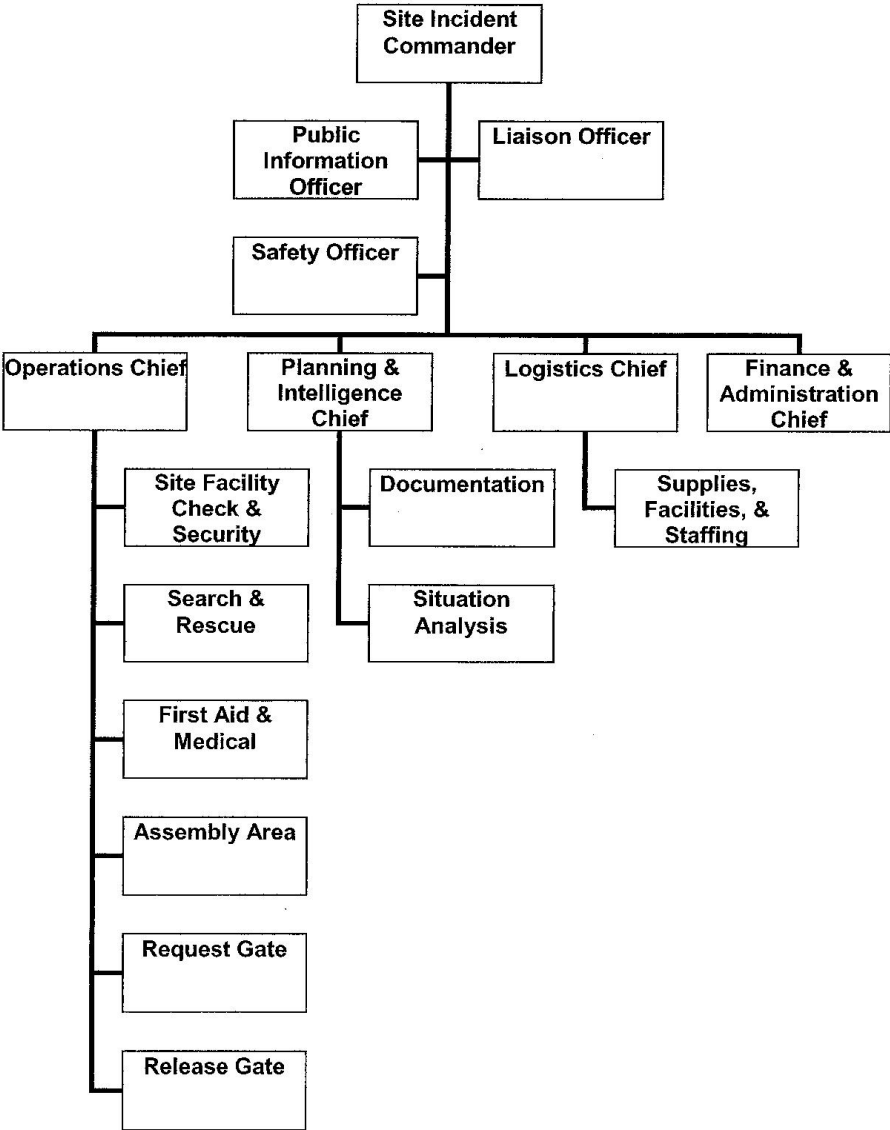 Site Incident
Commander
Public
Information
Officer
Liaison Officer
Safety Officer
Operations Chief
Planning &
Intelligence
Chief
Logistics Chief
Finance &
Administration
Chief
Site Facility
Check &
Security
Documentation
Supplies,
Facilities, &
Staffing
Search &
Rescue
Situation
Analysis
First Aid &
Medical
Assembly Area
Request Gate
Release Gate